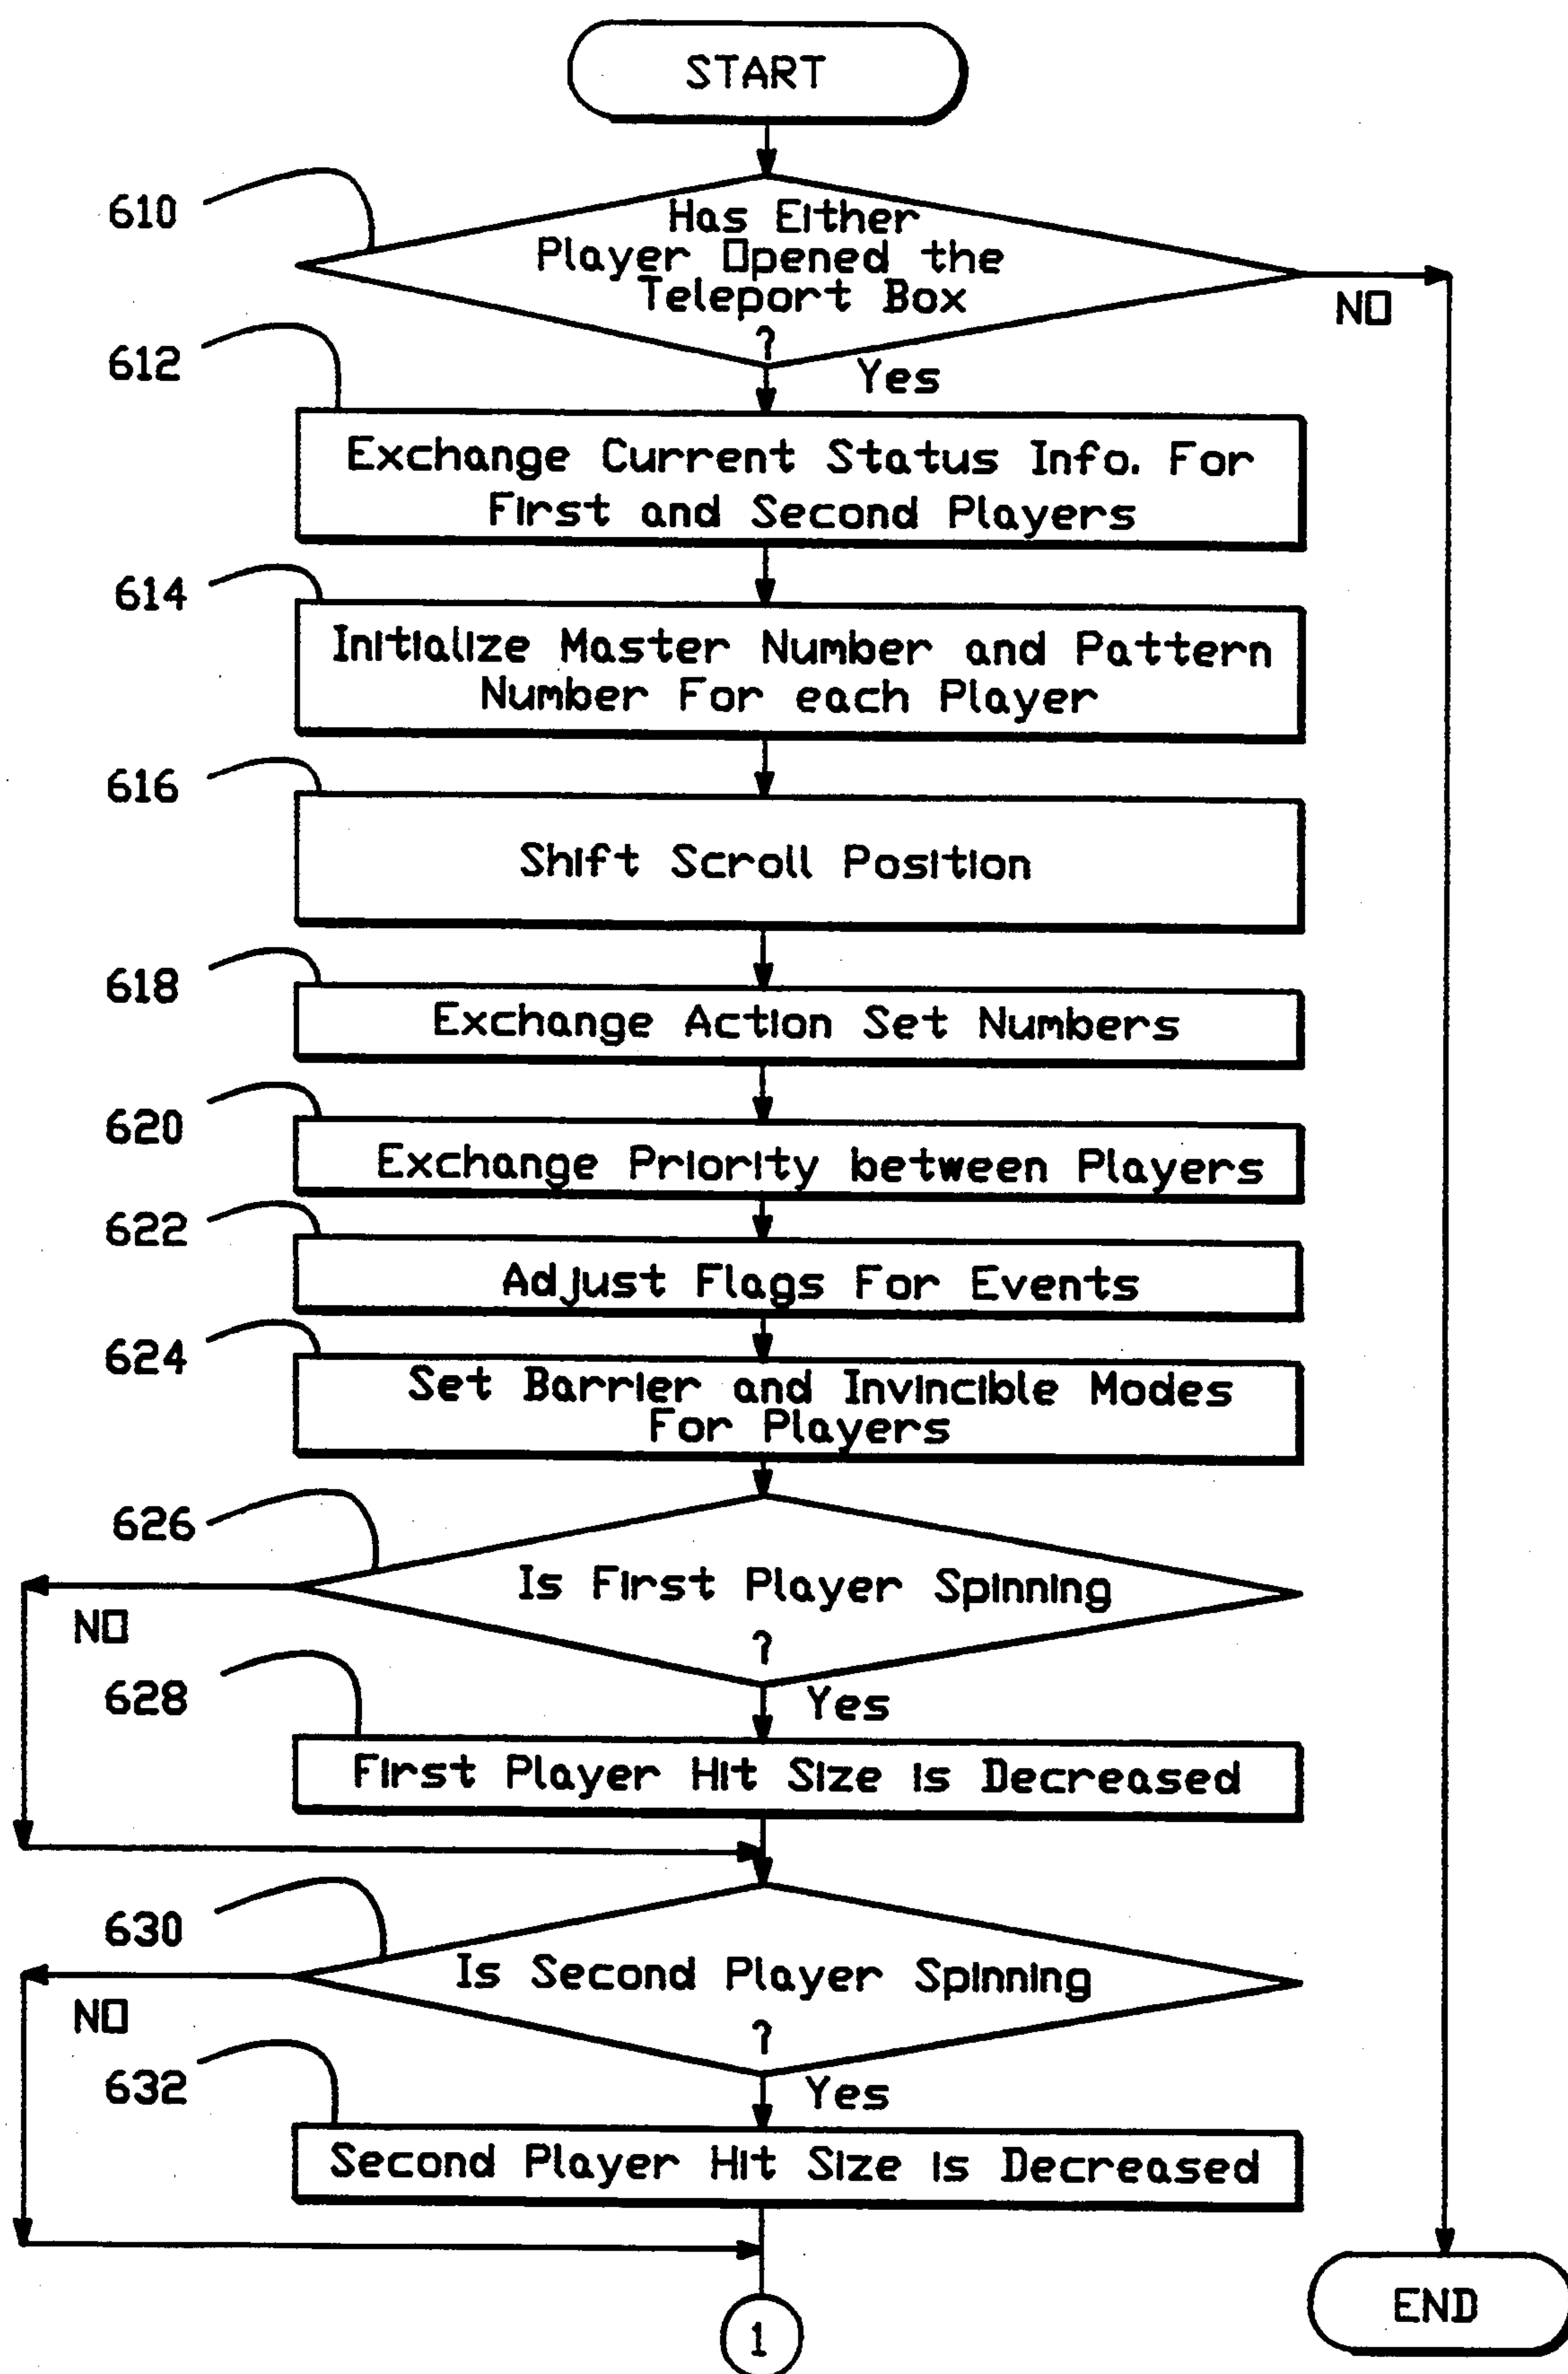 START
610
Has Either
Player Opened the
Teleport Box
?
NO
612
Yes
Exchange Current Status Info. For
First and Second Players
614
Initialize Master Number and Pattern
Number For each Player
616
Shift Scroll Position
618
Exchange Action Set Numbers
620
Exchange Priority between Players
622
Adjust Flags For Events
624
Set Barrier and Invincible Modes
For Players
626
Is First Player Spinning
?
NO
628
Yes
First Player Hit Size is Decreased
630
Is Second Player Spinning
?
NO
632
Yes
Second Player Hit Size is Decreased
END
1